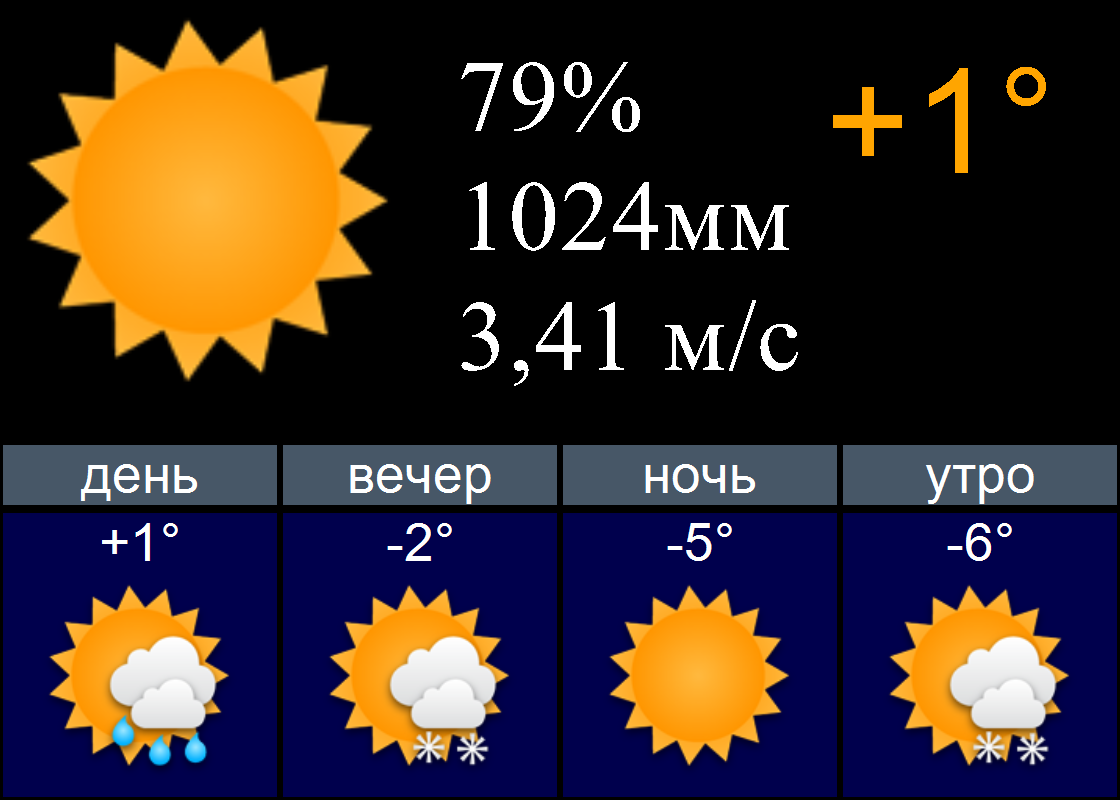 79%
+1°
1024мм
3,41 м/с
день вечер ночь утро
+1° -2° -5° -6°